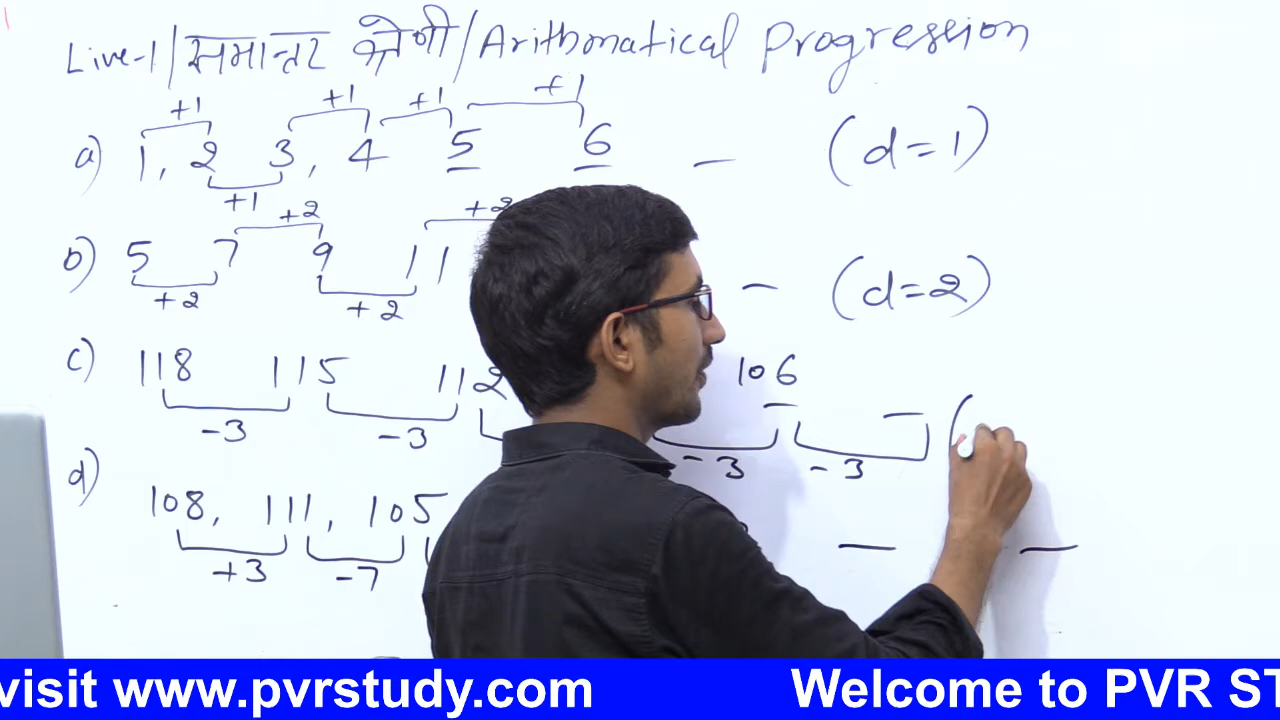 Live-1/समान्तर श्रेणी/Arithmatical Progression
+1 +1 +1 +1
a) 1, 2 3, 4 5 6 — (d=1)
+1
+2 +2
b) 5 7 9 11 — (d=2)
+2 +2
c) 118 115 112 106 — (
-3 -3 -3 -3
d) 108, 111, 105 — —
+3 -7
visit www.pvrstudy.com Welcome to PVR ST